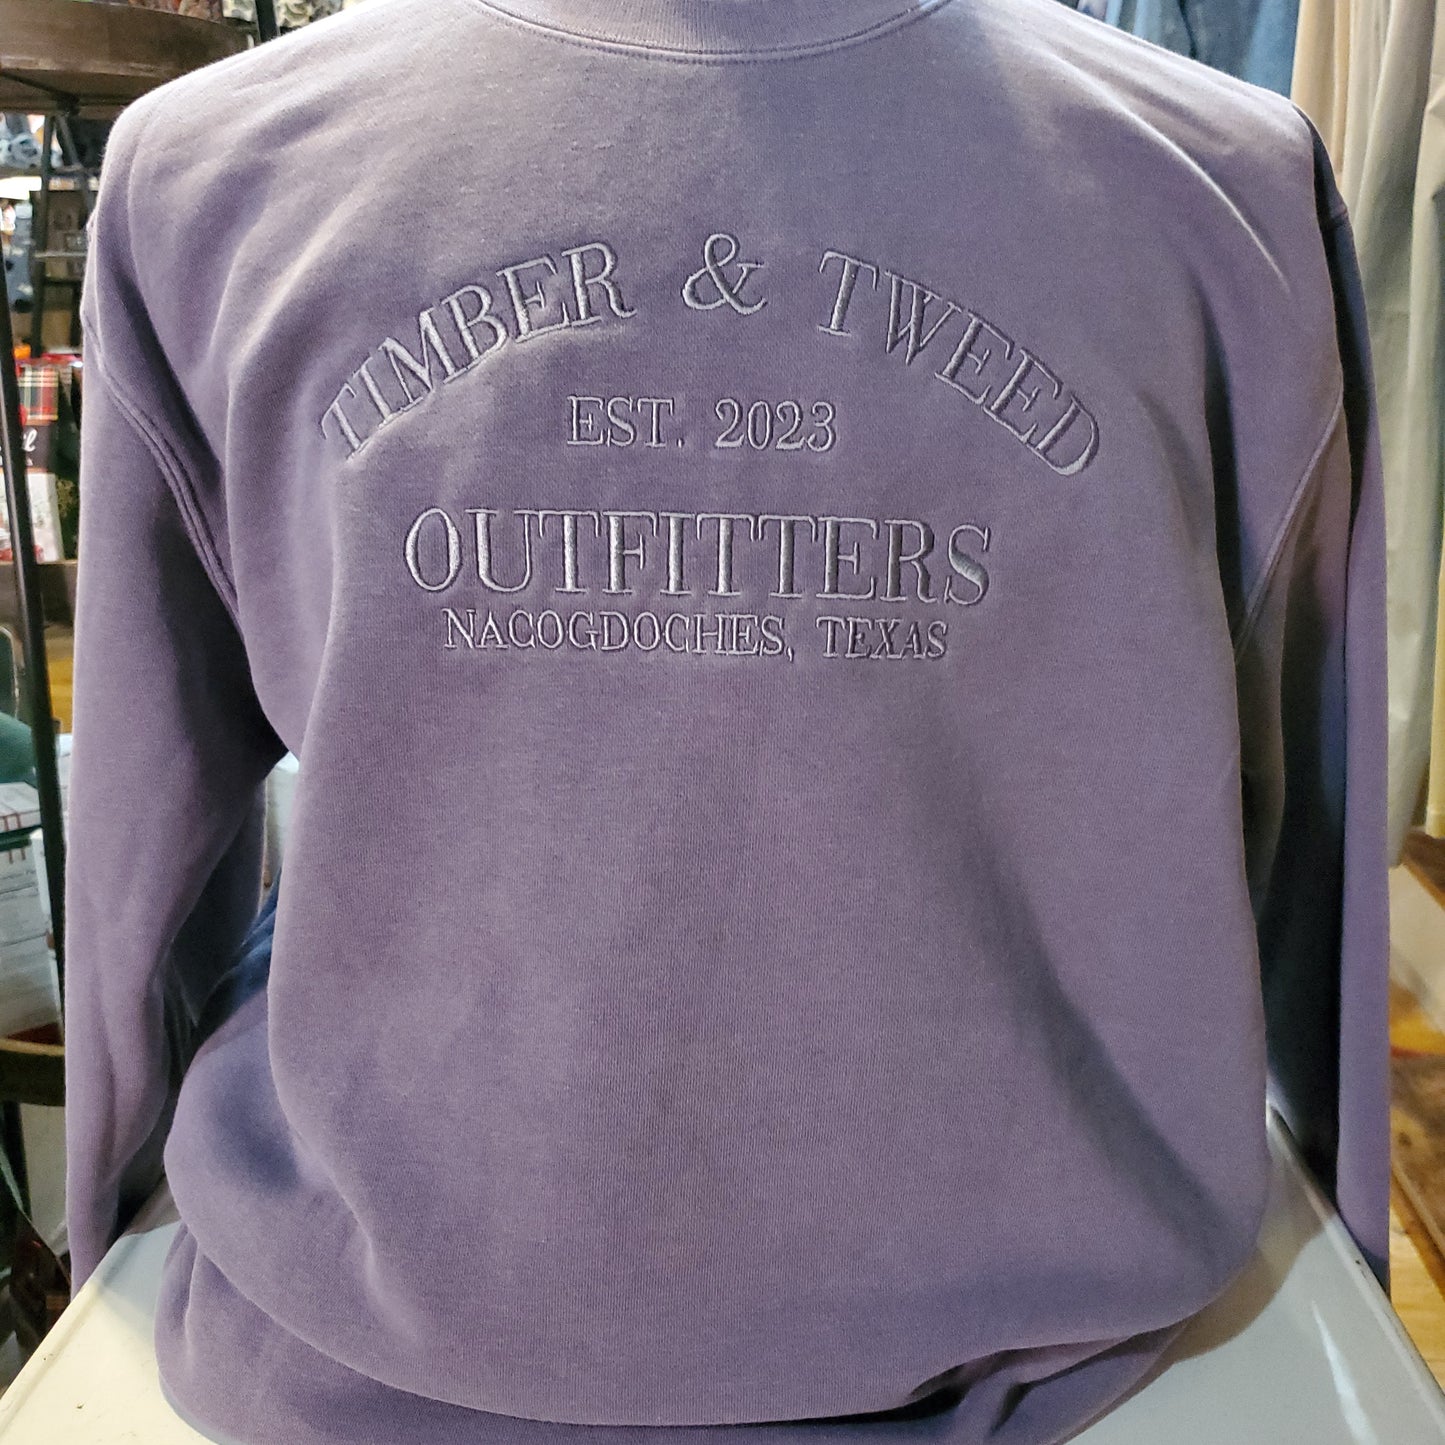 TIMBER & TWEED
EST. 2023
OUTFITTERS
NACOGDOCHES, TEXAS